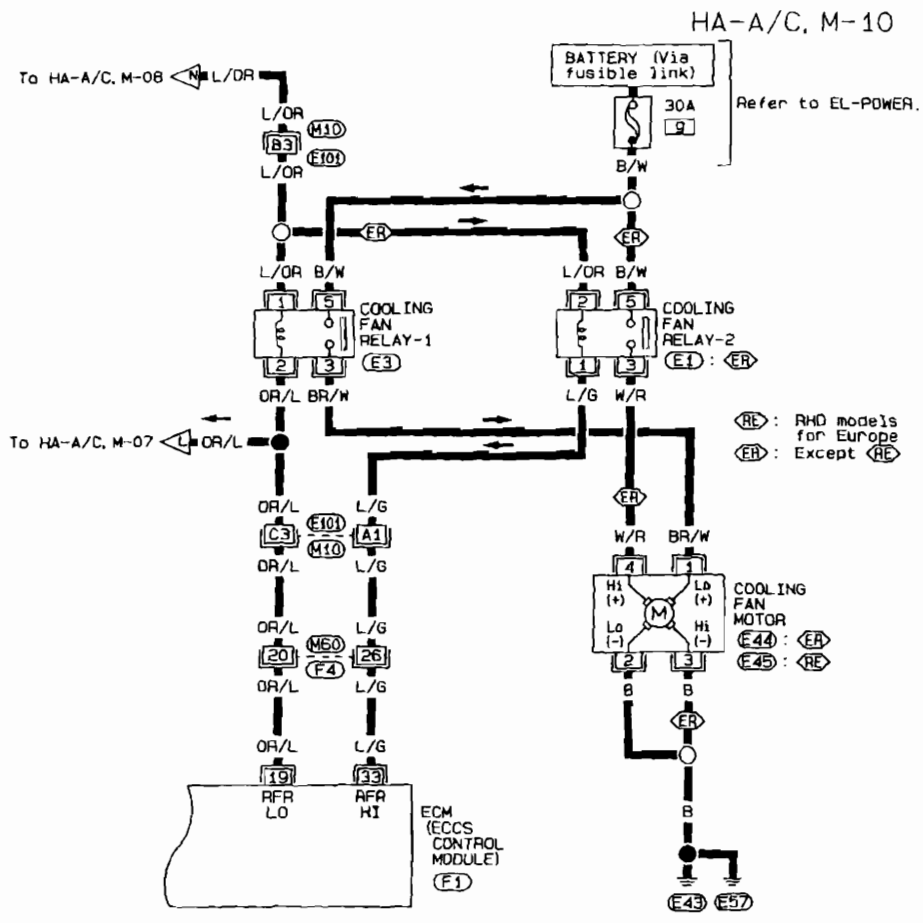 HA-A/C, M-10
BATTERY (Via
fusible link)
To HA-A/C, M-08 N L/OR
30A
9
Refer to EL-POWER.
L/OR
B3
M10
E101
L/OR
B/W
ER
ER
L/OR B/W
L/OR B/W
1 5
2 5
COOLING
FAN
RELAY-1
E3
COOLING
FAN
RELAY-2
E1 : ER
2 3
1 3
OR/L BR/W
L/G W/R
To HA-A/C, M-07 L OR/L
RE : RHD models
for Europe
ER : Except RE
ER
OR/L L/G
C3 E101 A1
M10
OR/L L/G
W/R BR/W
4 1
Hi
(+)
Lo
(+)
M
Lo
(-)
Hi
(-)
2 3
COOLING
FAN
MOTOR
E44 : ER
E45 : RE
OR/L L/G
20 M60 26
F4
OR/L L/G
B B
ER
OR/L L/G
19 33
RFR
LO
RFR
HI
ECM
(ECCS
CONTROL
MODULE)
F1
B
E43 E57